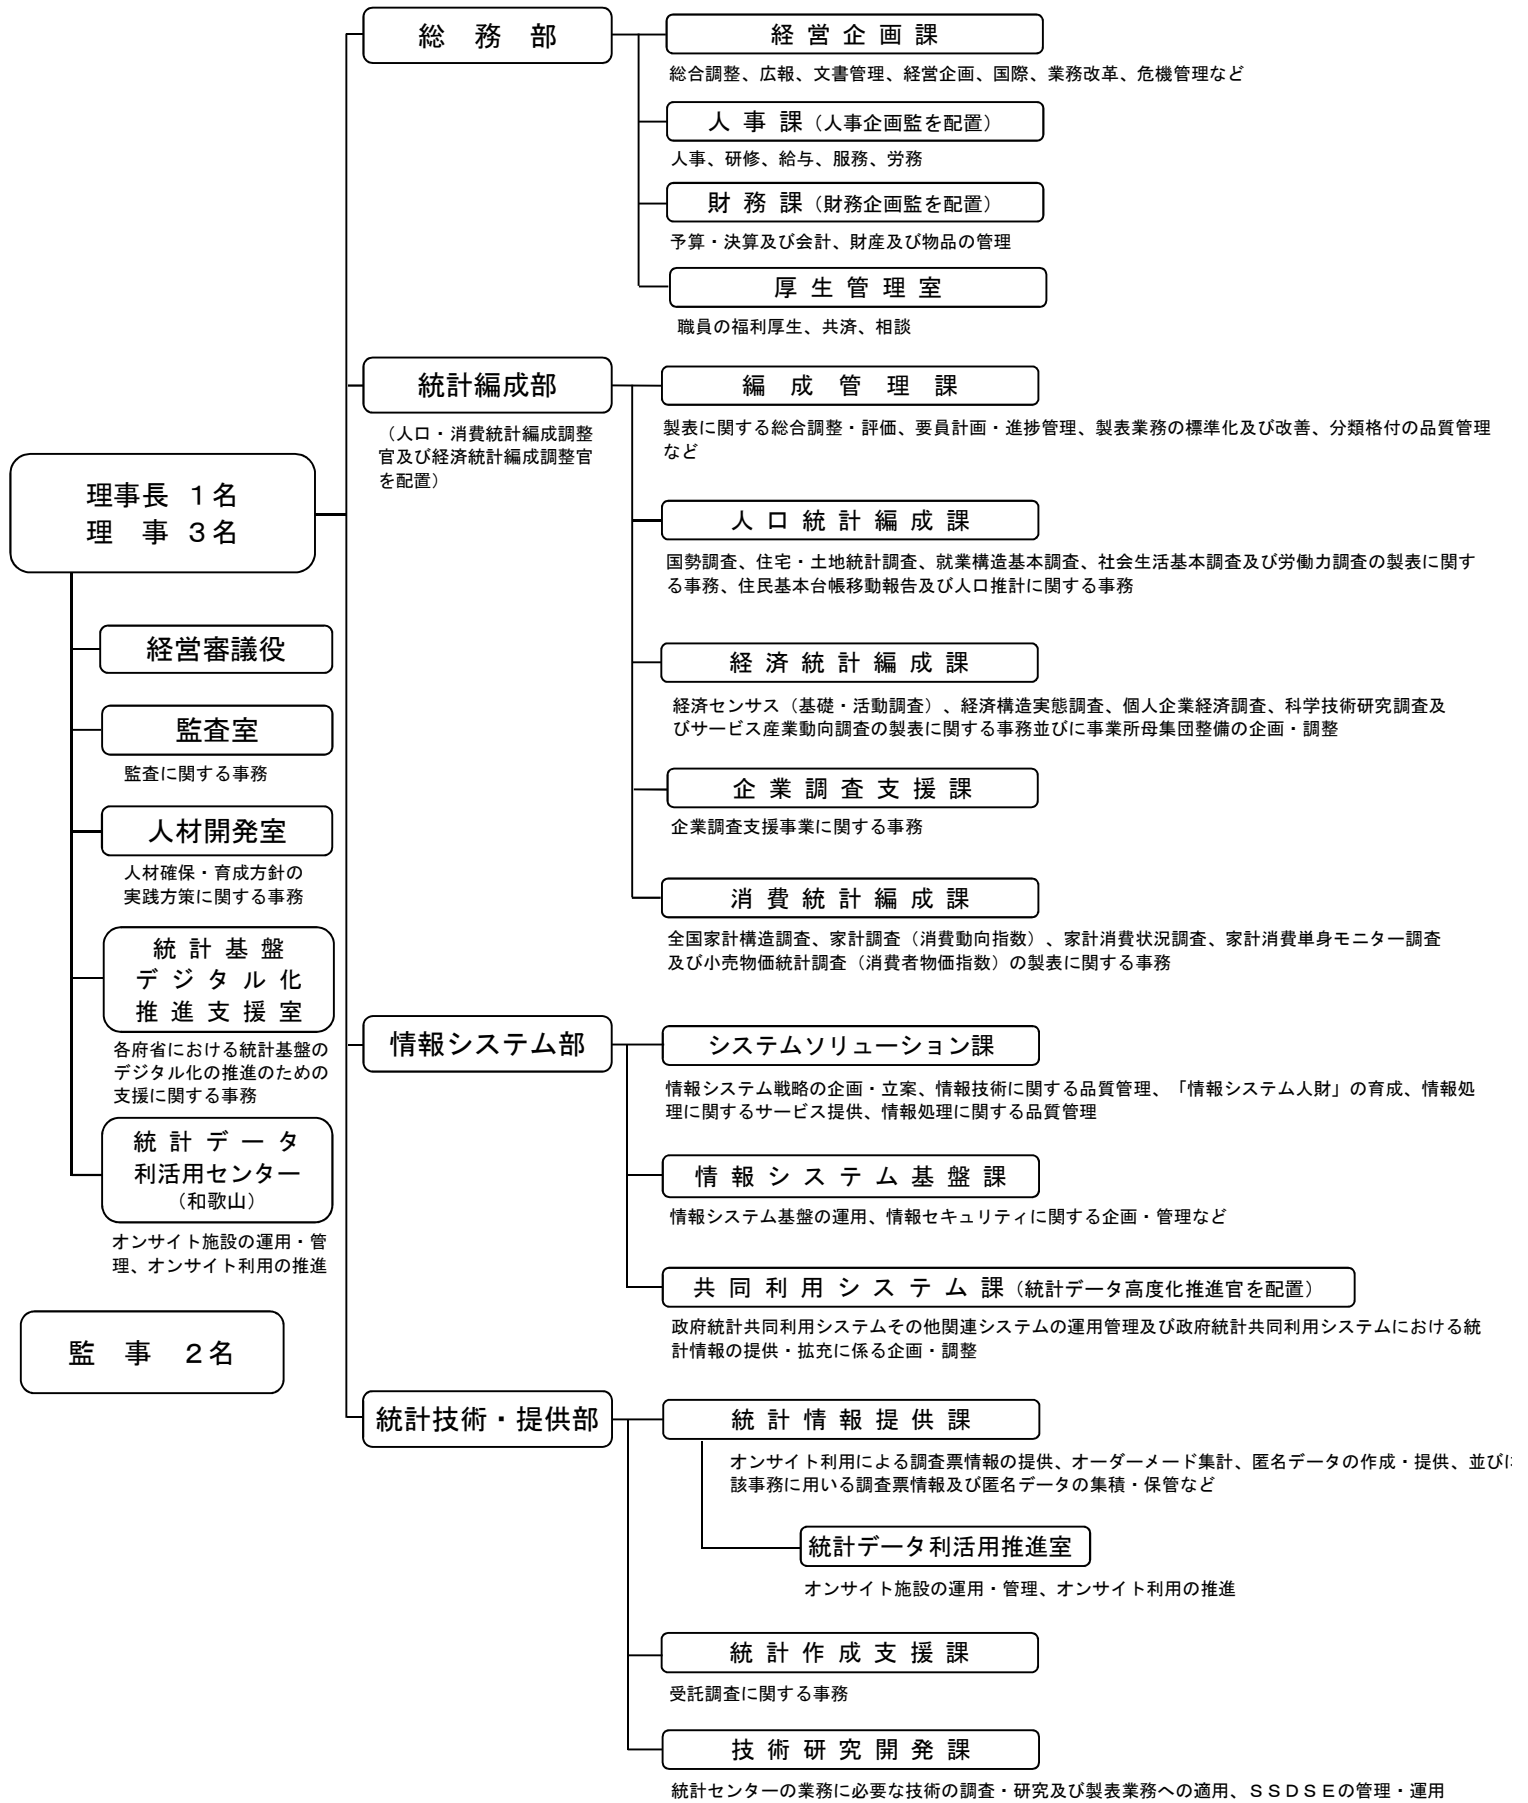 総　務　部
経営企画課
総合調整、広報、文書管理、経営企画、国際、業務改革、危機管理など
人事課（人事企画監を配置）
人事、研修、給与、服務、労務
財務課（財務企画監を配置）
予算・決算及び会計、財産及び物品の管理
厚生管理室
職員の福利厚生、共済、相談
統計編成部
（人口・消費統計編成調整
官及び経済統計編成調整官
を配置）
編成管理課
製表に関する総合調整・評価、要員計画・進捗管理、製表業務の標準化及び改善、分類格付の品質管理
など
人口統計編成課
国勢調査、住宅・土地統計調査、就業構造基本調査、社会生活基本調査及び労働力調査の製表に関す
る事務、住民基本台帳移動報告及び人口推計に関する事務
経済統計編成課
経済センサス（基礎・活動調査）、経済構造実態調査、個人企業経済調査、科学技術研究調査及
びサービス産業動向調査の製表に関する事務並びに事業所母集団整備の企画・調整
企業調査支援課
企業調査支援事業に関する事務
消費統計編成課
全国家計構造調査、家計調査（消費動向指数）、家計消費状況調査、家計消費単身モニター調査
及び小売物価統計調査（消費者物価指数）の製表に関する事務
理事長　１名
理　事　３名
経営審議役
監査室
監査に関する事務
人材開発室
人材確保・育成方針の
実践方策に関する事務
統計基盤
デジタル化
推進支援室
各府省における統計基盤の
デジタル化の推進のための
支援に関する事務
統計データ
利活用センター
（和歌山）
オンサイト施設の運用・管
理、オンサイト利用の推進
監　事　２名
情報システム部
システムソリューション課
情報システム戦略の企画・立案、情報技術に関する品質管理、「情報システム人財」の育成、情報処
理に関するサービス提供、情報処理に関する品質管理
情報システム基盤課
情報システム基盤の運用、情報セキュリティに関する企画・管理など
共同利用システム課（統計データ高度化推進官を配置）
政府統計共同利用システムその他関連システムの運用管理及び政府統計共同利用システムにおける統
計情報の提供・拡充に係る企画・調整
統計技術・提供部
統計情報提供課
オンサイト利用による調査票情報の提供、オーダーメード集計、匿名データの作成・提供、並び
該事務に用いる調査票情報及び匿名データの集積・保管など
統計データ利活用推進室
オンサイト施設の運用・管理、オンサイト利用の推進
統計作成支援課
受託調査に関する事務
技術研究開発課
統計センターの業務に必要な技術の調査・研究及び製表業務への適用、ＳＳＤＳＥの管理・運用